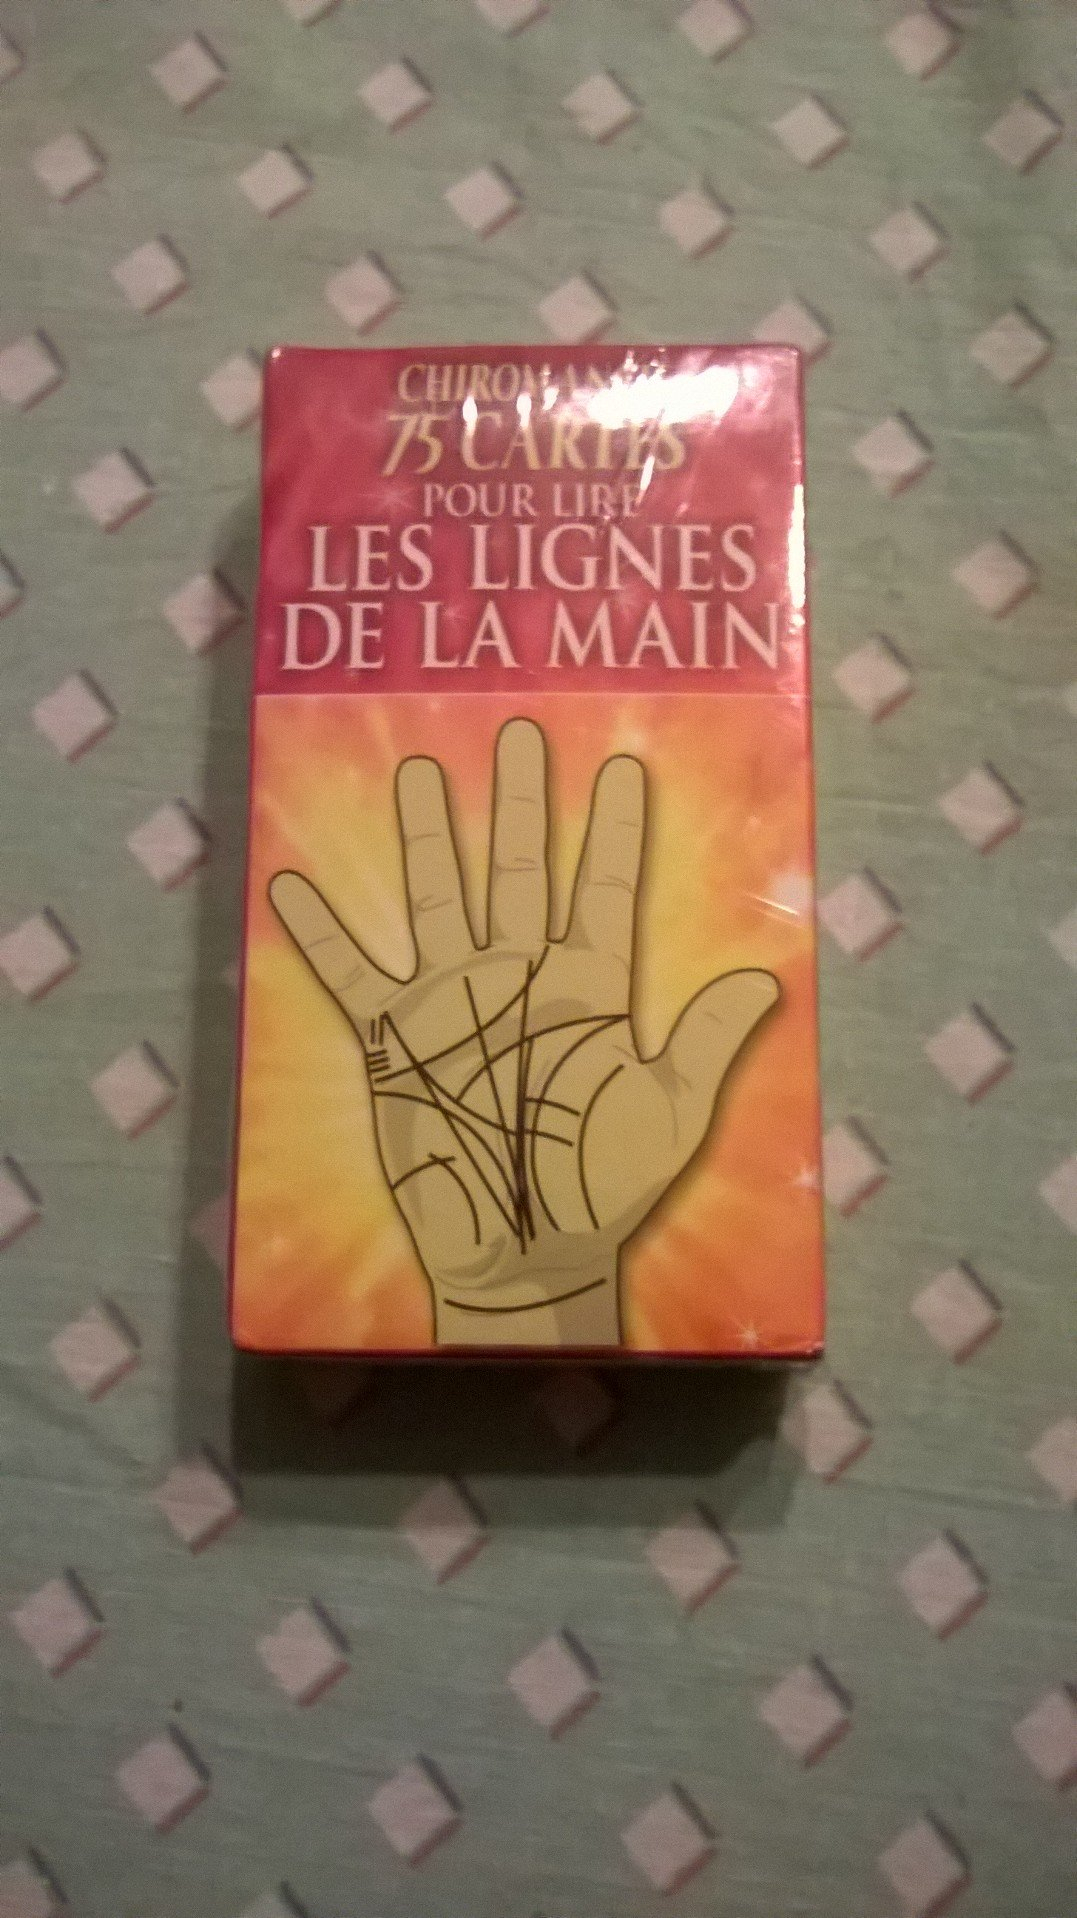 75 CARTES
POUR LIRE
LES LIGNES
DE LA MAIN